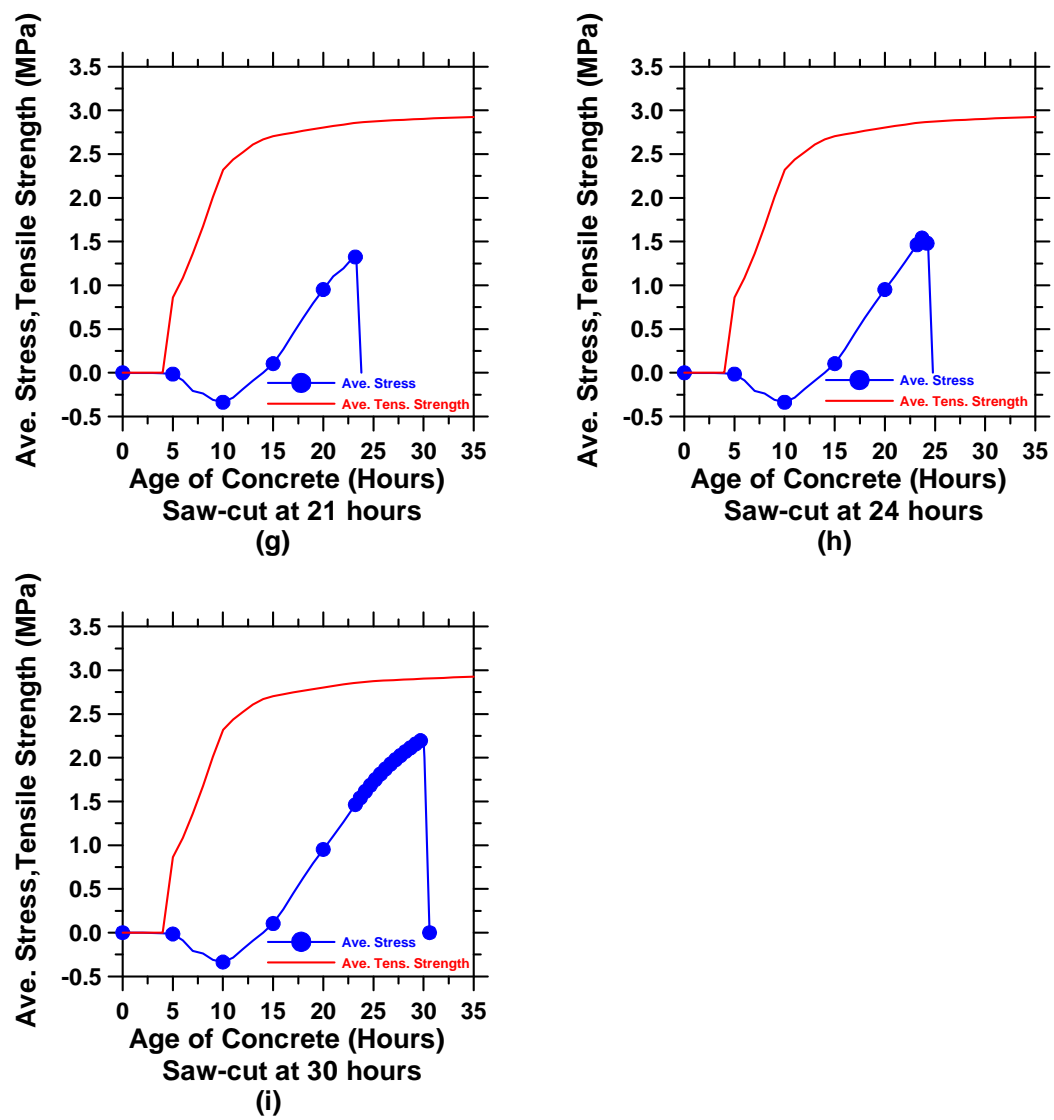 Ave. Stress,Tensile Strength (MPa)
3.5
3.0
2.5
2.0
1.5
1.0
0.5
0.0
-0.5
Ave. Stress
Ave. Tens. Strength
0 5 10 15 20 25 30 35
Age of Concrete (Hours)
Saw-cut at 21 hours
(g)
Ave. Stress,Tensile Strength (MPa)
3.5
3.0
2.5
2.0
1.5
1.0
0.5
0.0
-0.5
Ave. Stress
Ave. Tens. Strength
0 5 10 15 20 25 30 35
Age of Concrete (Hours)
Saw-cut at 24 hours
(h)
Ave. Stress,Tensile Strength (MPa)
3.5
3.0
2.5
2.0
1.5
1.0
0.5
0.0
-0.5
Ave. Stress
Ave. Tens. Strength
0 5 10 15 20 25 30 35
Age of Concrete (Hours)
Saw-cut at 30 hours
(i)